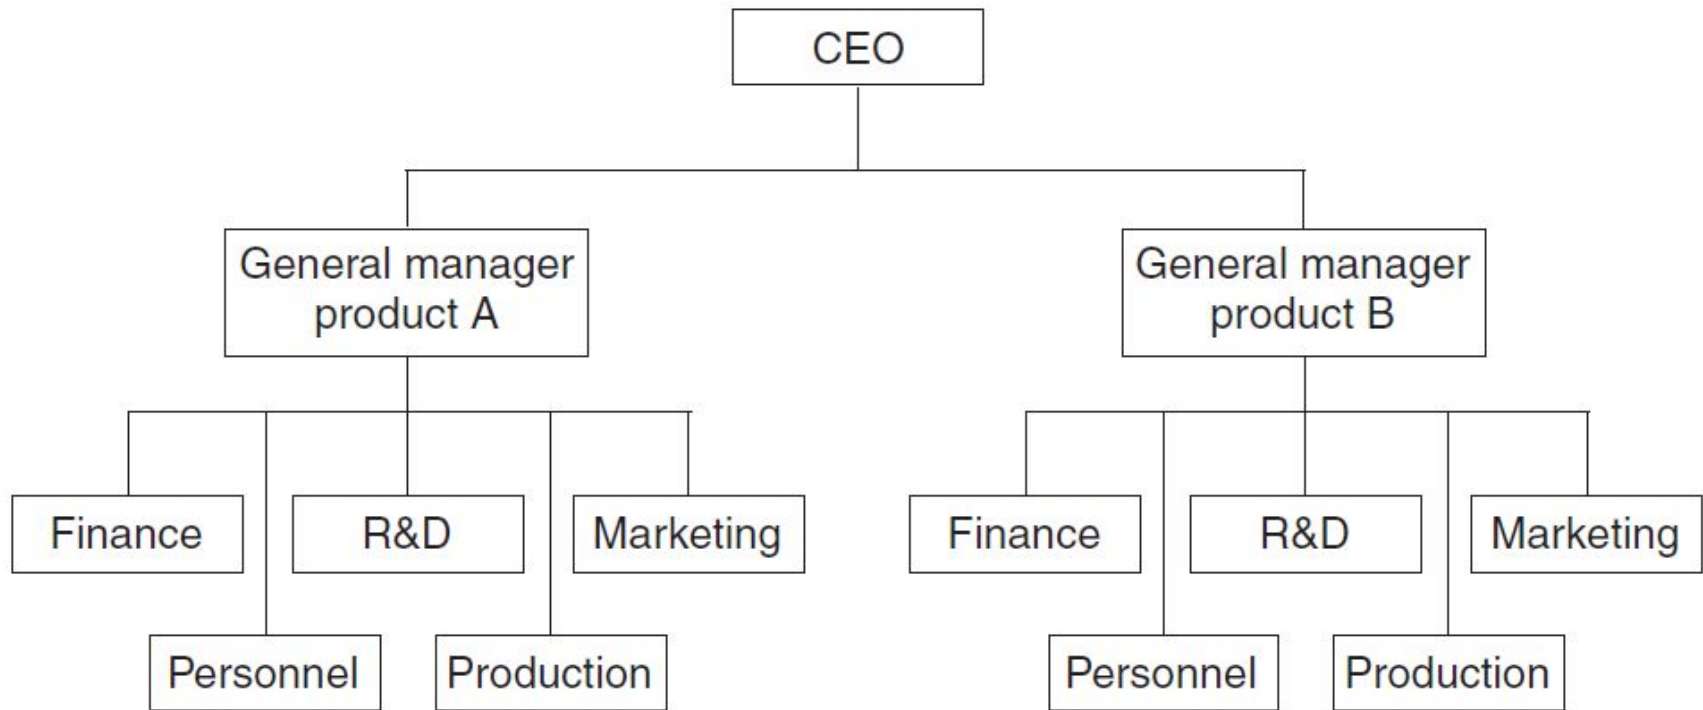 CEO
General manager
product A
General manager
product B
Finance
R&D
Marketing
Finance
R&D
Marketing
Personnel
Production
Personnel
Production